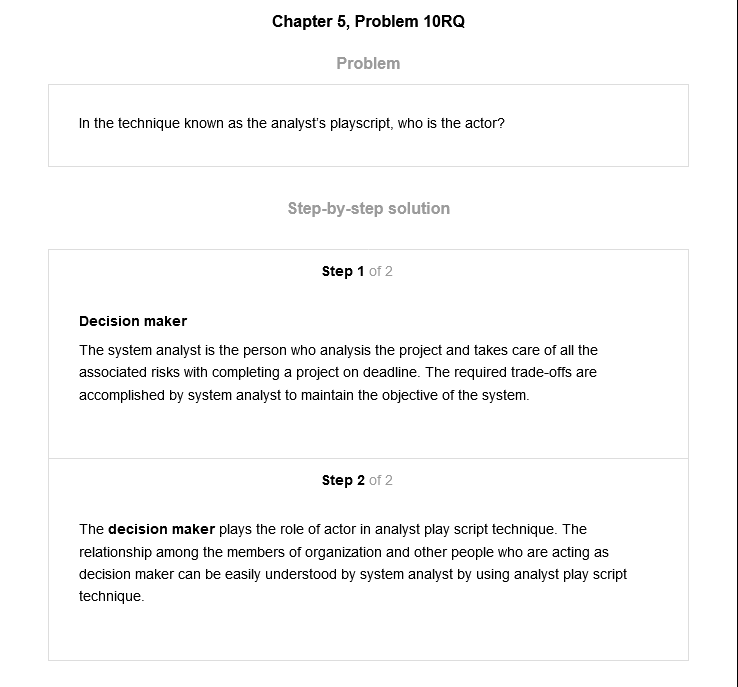 Chapter 5, Problem 10RQ
Problem
In the technique known as the analyst's playscript, who is the actor?
Step-by-step solution
Step 1 of 2
Decision maker
The system analyst is the person who analysis the project and takes care of all the
associated risks with completing a project on deadline. The required trade-offs are
accomplished by system analyst to maintain the objective of the system.
Step 2 of 2
The decision maker plays the role of actor in analyst play script technique. The
relationship among the members of organization and other people who are acting as
decision maker can be easily understood by system analyst by using analyst play script
technique.